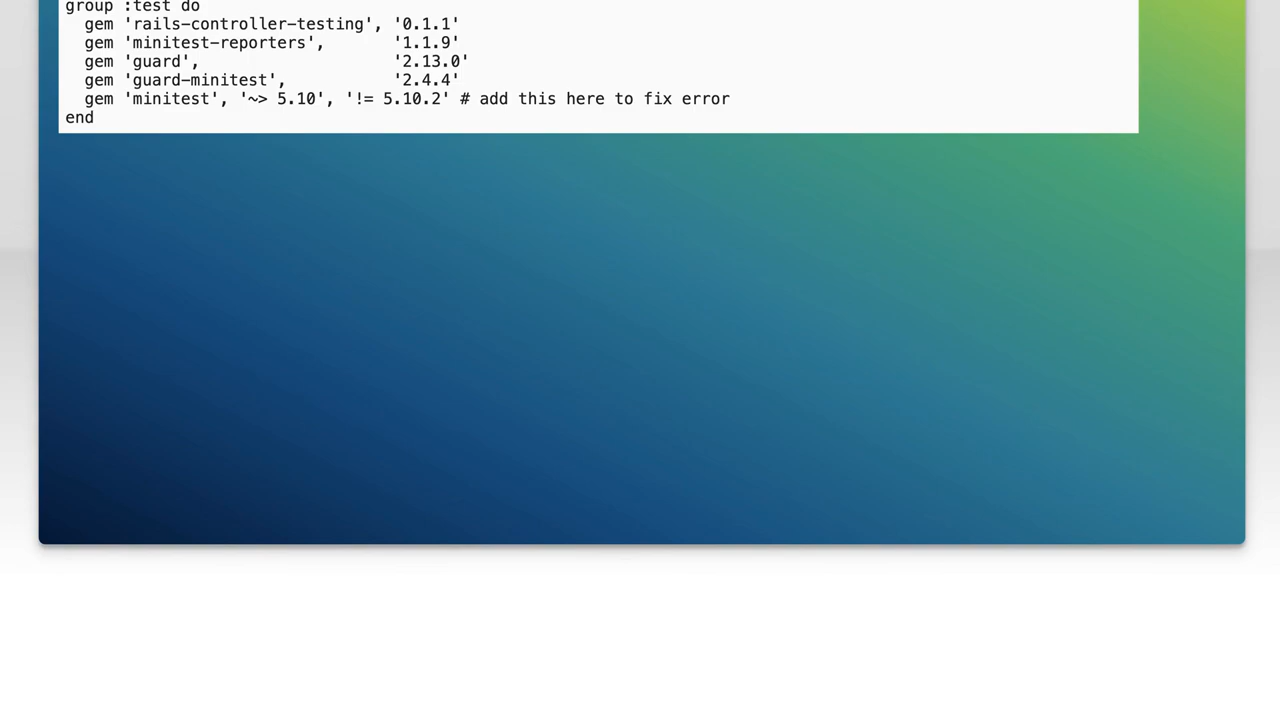 group :test do
  gem 'rails-controller-testing', '0.1.1'
  gem 'minitest-reporters',       '1.1.9'
  gem 'guard',                    '2.13.0'
  gem 'guard-minitest',           '2.4.4'
  gem 'minitest', '~> 5.10', '!= 5.10.2' # add this here to fix error
end